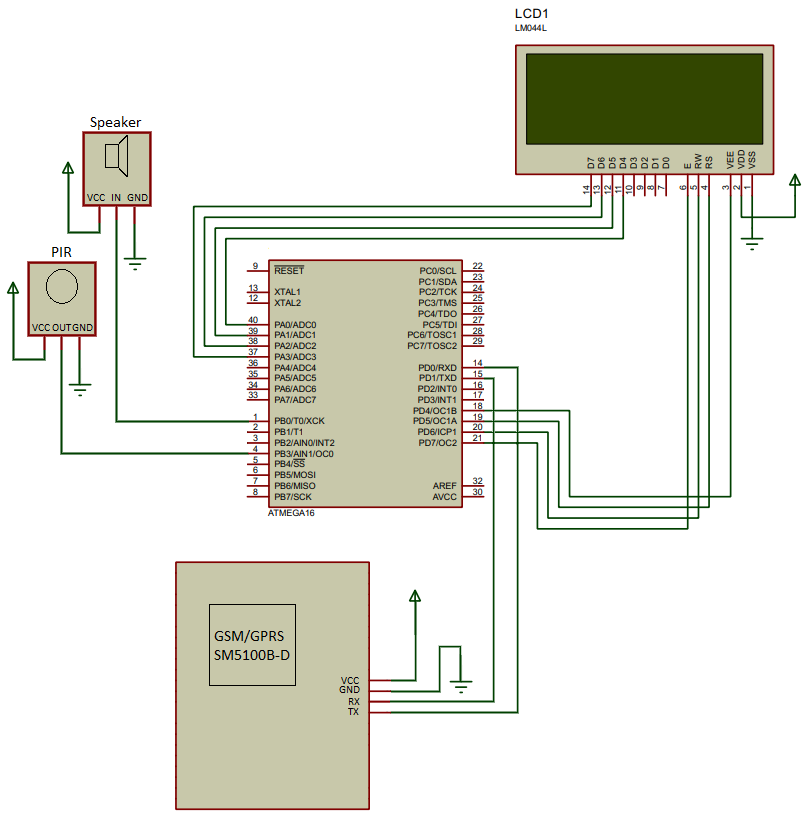 LCD1
LM044L
D7 D6 D5 D4 D3 D2 D1 D0 E RW RS VEE VDD VSS
14 13 12 11 10 9 8 7 6 5 4 3 2 1
Speaker
VCC IN GND
PIR
VCC OUT GND
9 RESET PC0/SCL 22
PC1/SDA 23
13 XTAL1 PC2/TCK 24
12 XTAL2 PC3/TMS 25
PC4/TDO 26
40 PA0/ADC0 PC5/TDI 27
39 PA1/ADC1 PC6/TOSC1 28
38 PA2/ADC2 PC7/TOSC2 29
37 PA3/ADC3
36 PA4/ADC4 PD0/RXD 14
35 PA5/ADC5 PD1/TXD 15
34 PA6/ADC6 PD2/INT0 16
33 PA7/ADC7 PD3/INT1 17
PD4/OC1B 18
1 PB0/T0/XCK PD5/OC1A 19
2 PB1/T1 PD6/ICP1 20
3 PB2/AIN0/INT2 PD7/OC2 21
4 PB3/AIN1/OC0
5 PB4/SS
6 PB5/MOSI
7 PB6/MISO AREF 32
8 PB7/SCK AVCC 30
ATMEGA16
GSM/GPRS
SM5100B-D
VCC
GND
RX
TX